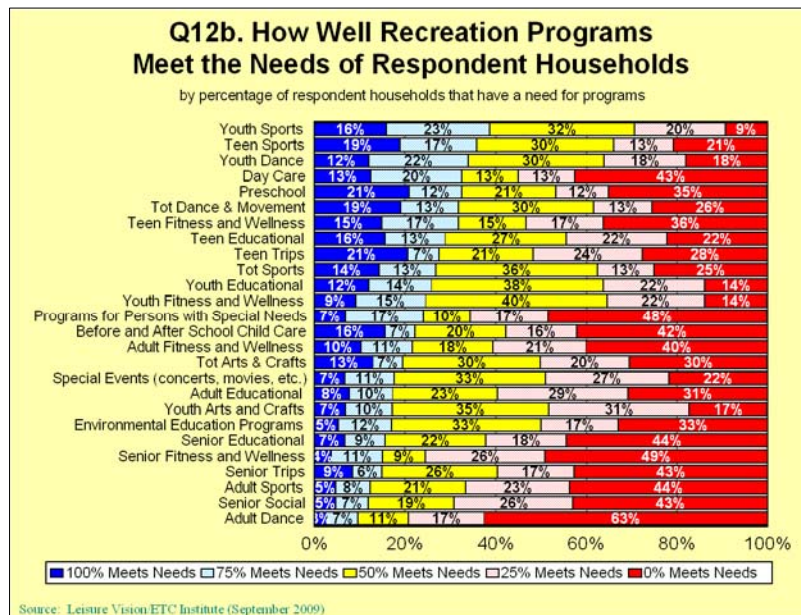 Q12b. How Well Recreation Programs
Meet the Needs of Respondent Households
by percentage of respondent households that have a need for programs
Youth Sports 16% 23% 32% 20% 9%
Teen Sports 19% 17% 30% 13% 21%
Youth Dance 12% 22% 30% 18% 18%
Day Care 13% 20% 13% 13% 43%
Preschool 21% 12% 21% 12% 35%
Tot Dance & Movement 19% 13% 30% 13% 26%
Teen Fitness and Wellness 15% 17% 15% 17% 36%
Teen Educational 16% 13% 27% 22% 22%
Teen Trips 21% 7% 21% 24% 28%
Tot Sports 14% 13% 36% 13% 25%
Youth Educational 12% 14% 38% 22% 14%
Youth Fitness and Wellness 9% 15% 40% 22% 14%
Programs for Persons with Special Needs 7% 17% 10% 17% 48%
Before and After School Child Care 16% 7% 20% 16% 42%
Adult Fitness and Wellness 10% 11% 18% 21% 40%
Tot Arts & Crafts 13% 7% 30% 20% 30%
Special Events (concerts, movies, etc.) 7% 11% 33% 27% 22%
Adult Educational 8% 10% 23% 29% 31%
Youth Arts and Crafts 7% 10% 35% 31% 17%
Environmental Education Programs 5% 12% 33% 17% 33%
Senior Educational 7% 9% 22% 18% 44%
Senior Fitness and Wellness 4% 11% 9% 26% 49%
Senior Trips 9% 6% 26% 17% 43%
Adult Sports 5% 8% 21% 23% 44%
Senior Social 5% 7% 19% 26% 43%
Adult Dance 3% 7% 11% 17% 63%
0% 20% 40% 60% 80% 100%
100% Meets Needs 75% Meets Needs 50% Meets Needs 25% Meets Needs 0% Meets Needs
Source: Leisure Vision/ETC Institute (September 2009)